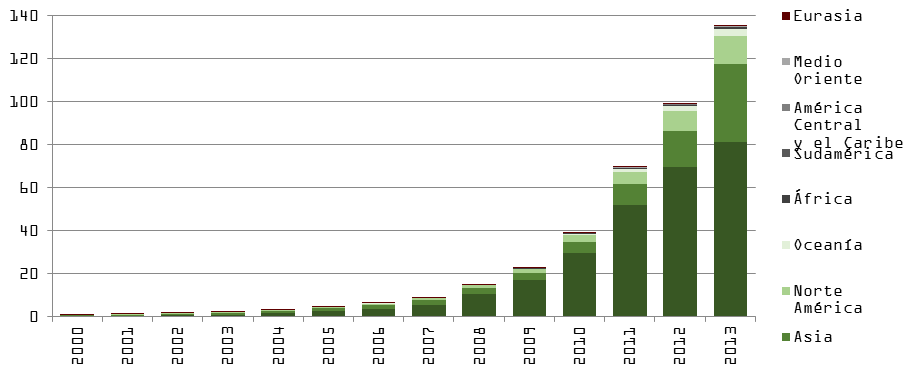 140
120
100
80
60
40
20
0
2000
2001
2002
2003
2004
2005
2006
2007
2008
2009
2010
2011
2012
2013
Eurasia
Medio
Oriente
América
Central
y el Caribe
Sudamérica
África
Oceanía
Norte
América
Asia